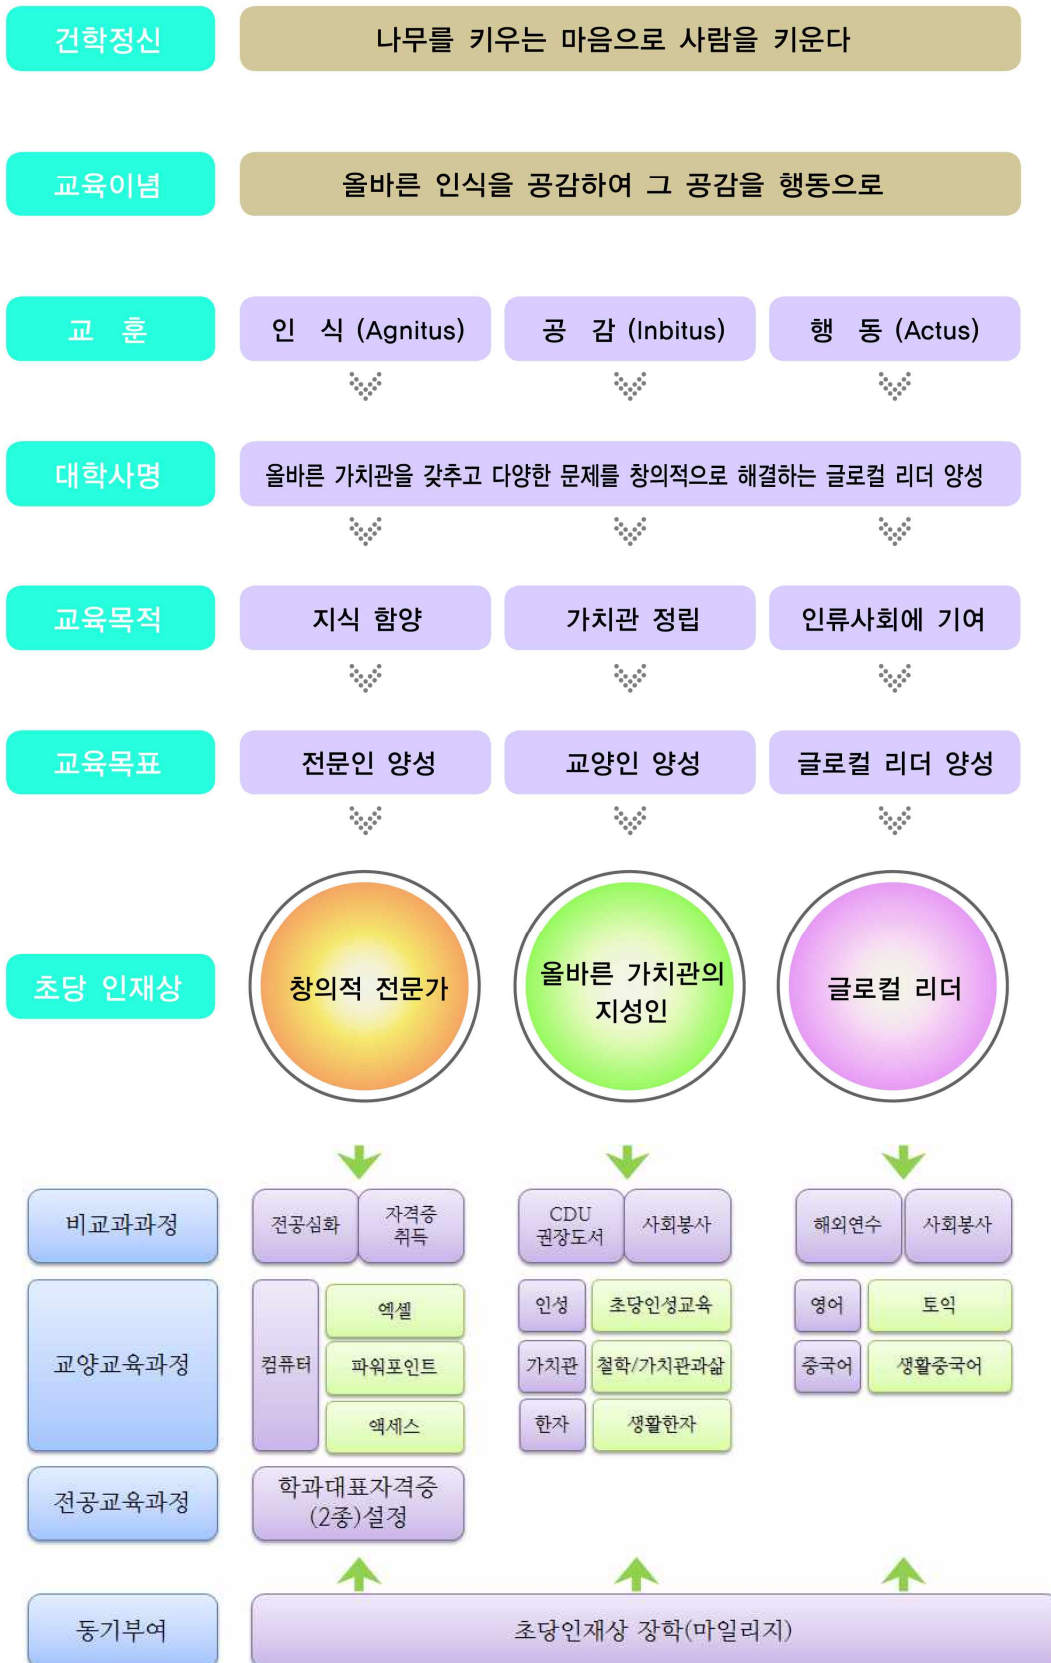 건학정신
나무를 키우는 마음으로 사람을 키운다
교육이념
올바른 인식을 공감하여 그 공감을 행동으로
교 훈
인 식 (Agnitus)
공 감 (Inbitus)
행 동 (Actus)
대학사명
올바른 가치관을 갖추고 다양한 문제를 창의적으로 해결하는 글로컬 리더 양성
교육목적
지식 함양
가치관 정립
인류사회에 기여
교육목표
전문인 양성
교양인 양성
글로컬 리더 양성
초당 인재상
창의적 전문가
올바른 가치관의
지성인
글로컬 리더
비교과과정
전공심화
자격증
취득
CDU
권장도서
사회봉사
해외연수
사회봉사
교양교육과정
컴퓨터
엑셀
파워포인트
액세스
인성
초당인성교육
가치관
철학/가치관과삶
한자
생활한자
영어
토익
중국어
생활중국어
전공교육과정
학과대표자격증
(2종)설정
동기부여
초당인재상 장학(마일리지)